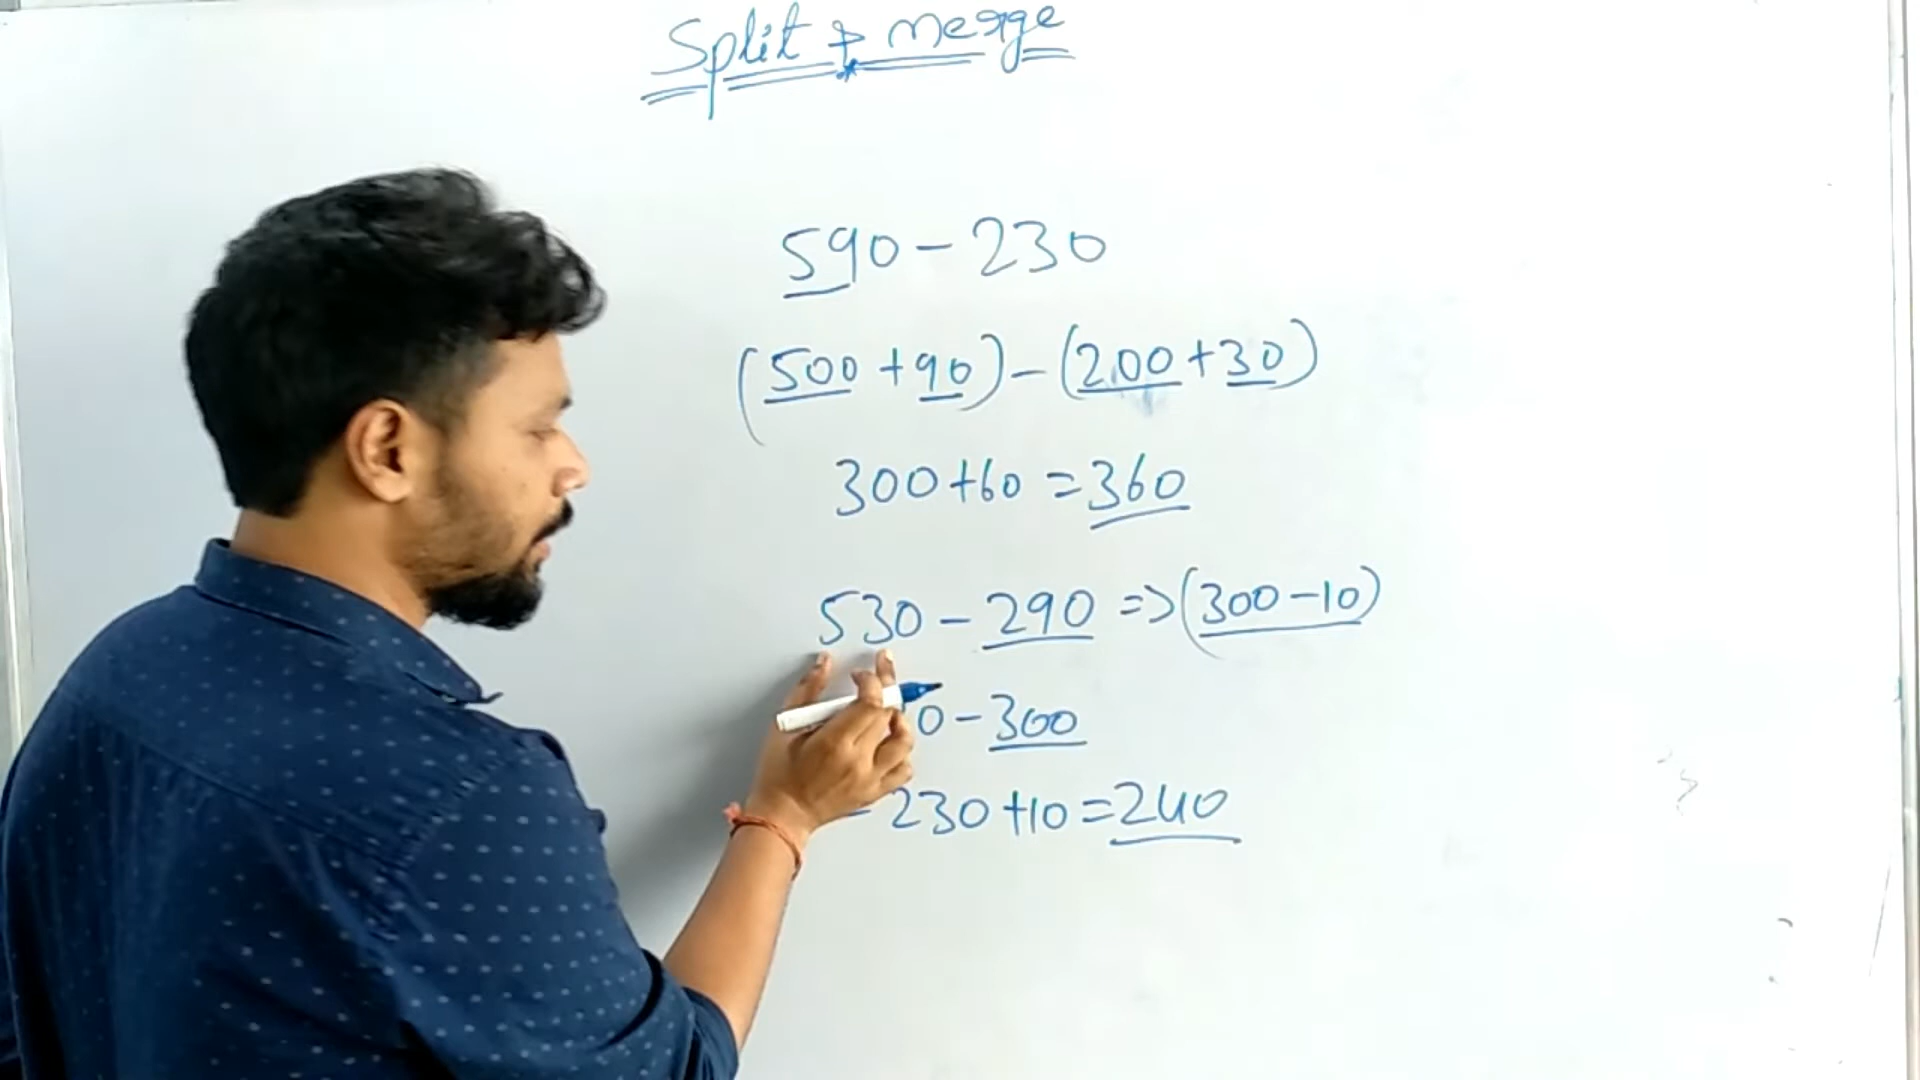 Split & merge
590 - 230
(500 + 90) - (200 + 30)
300 + 60 = 360
530 - 290 => (300 - 10)
0 - 300
- 230 + 10 = 240